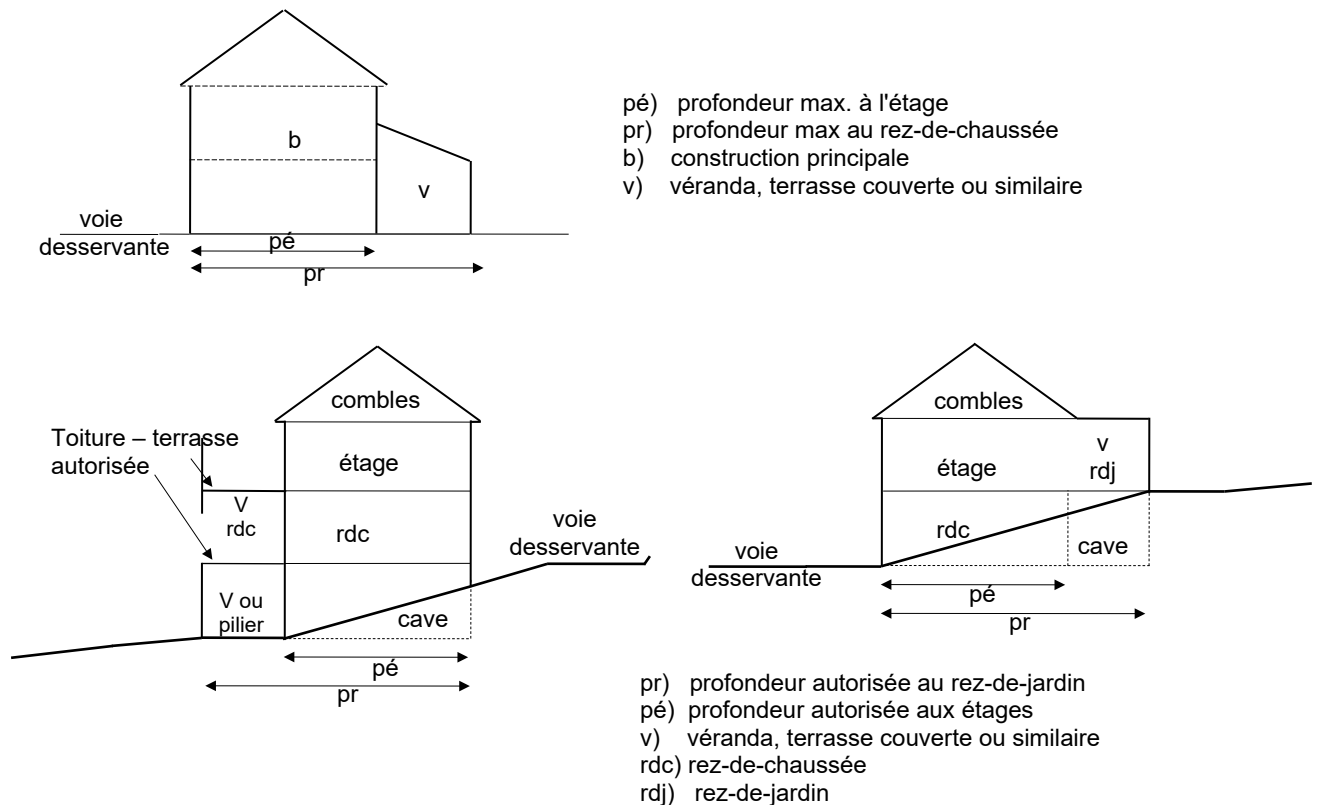 pé) profondeur max. à l'étage
pr) profondeur max au rez-de-chaussée
b) construction principale
v) véranda, terrasse couverte ou similaire
b
v
voie
desservante
pé
pr
combles
étage
Toiture – terrasse
autorisée
V
rdc
rdc
voie
desservante
V ou
pilier
cave
pé
pr
combles
v
rdj
étage
rdc
cave
voie
desservante
pé
pr
pr) profondeur autorisée au rez-de-jardin
pé) profondeur autorisée aux étages
v) véranda, terrasse couverte ou similaire
rdc) rez-de-chaussée
rdj) rez-de-jardin